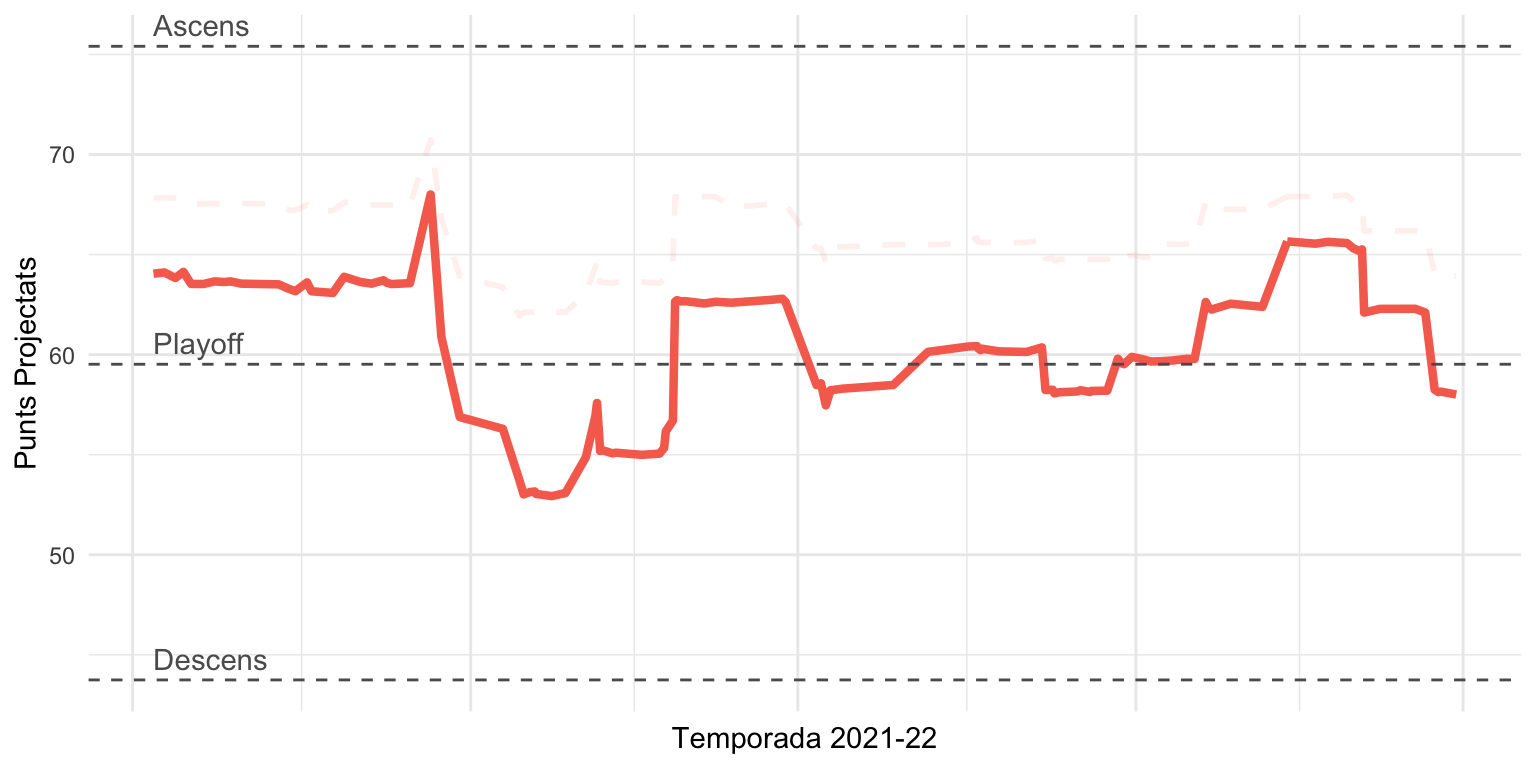 Ascens
70
Playoff
60
Punts Projectats
50
Descens
Temporada 2021-22